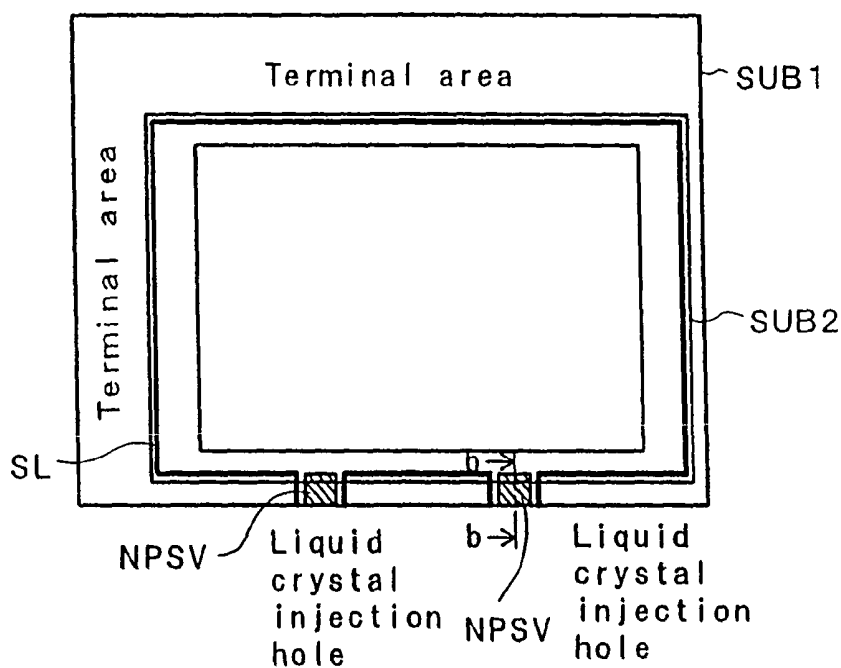 Terminal area
SUB1
Terminal area
SUB2
SL
b
b
NPSV
Liquid
crystal
injection
hole
NPSV
Liquid
crystal
injection
hole